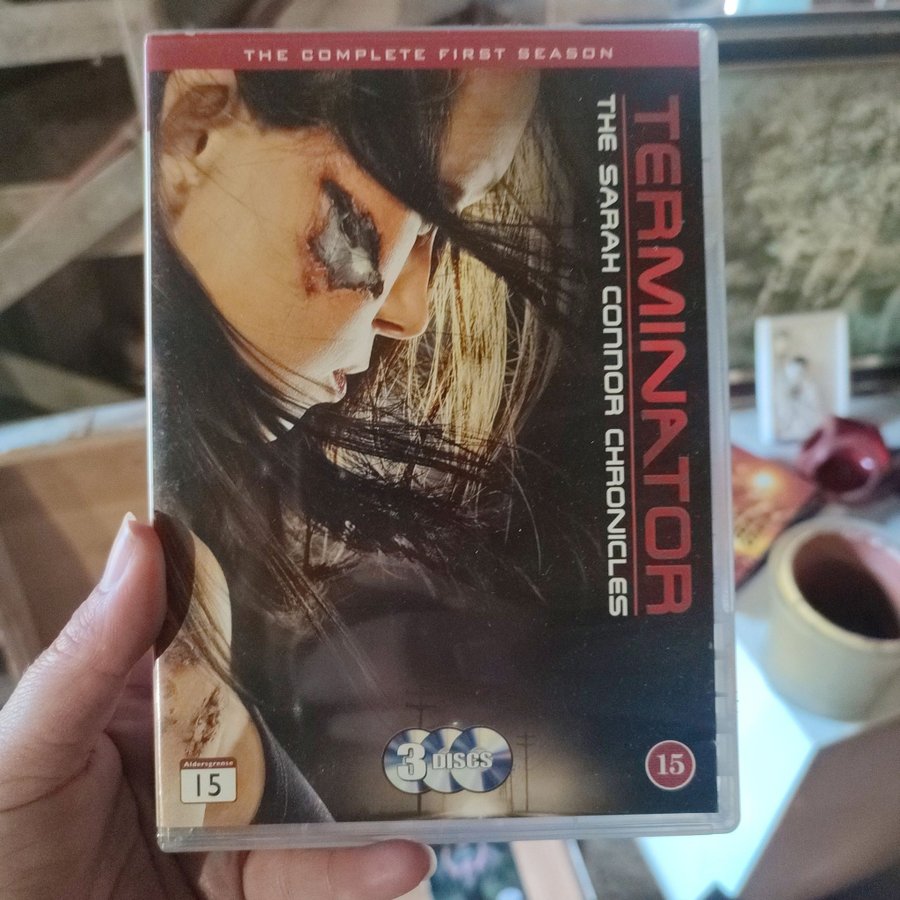 THE COMPLETE FIRST SEASON
TERMINATOR
THE SARAH CONNOR CHRONICLES
3 DISCS
Aldersgrense
15
15